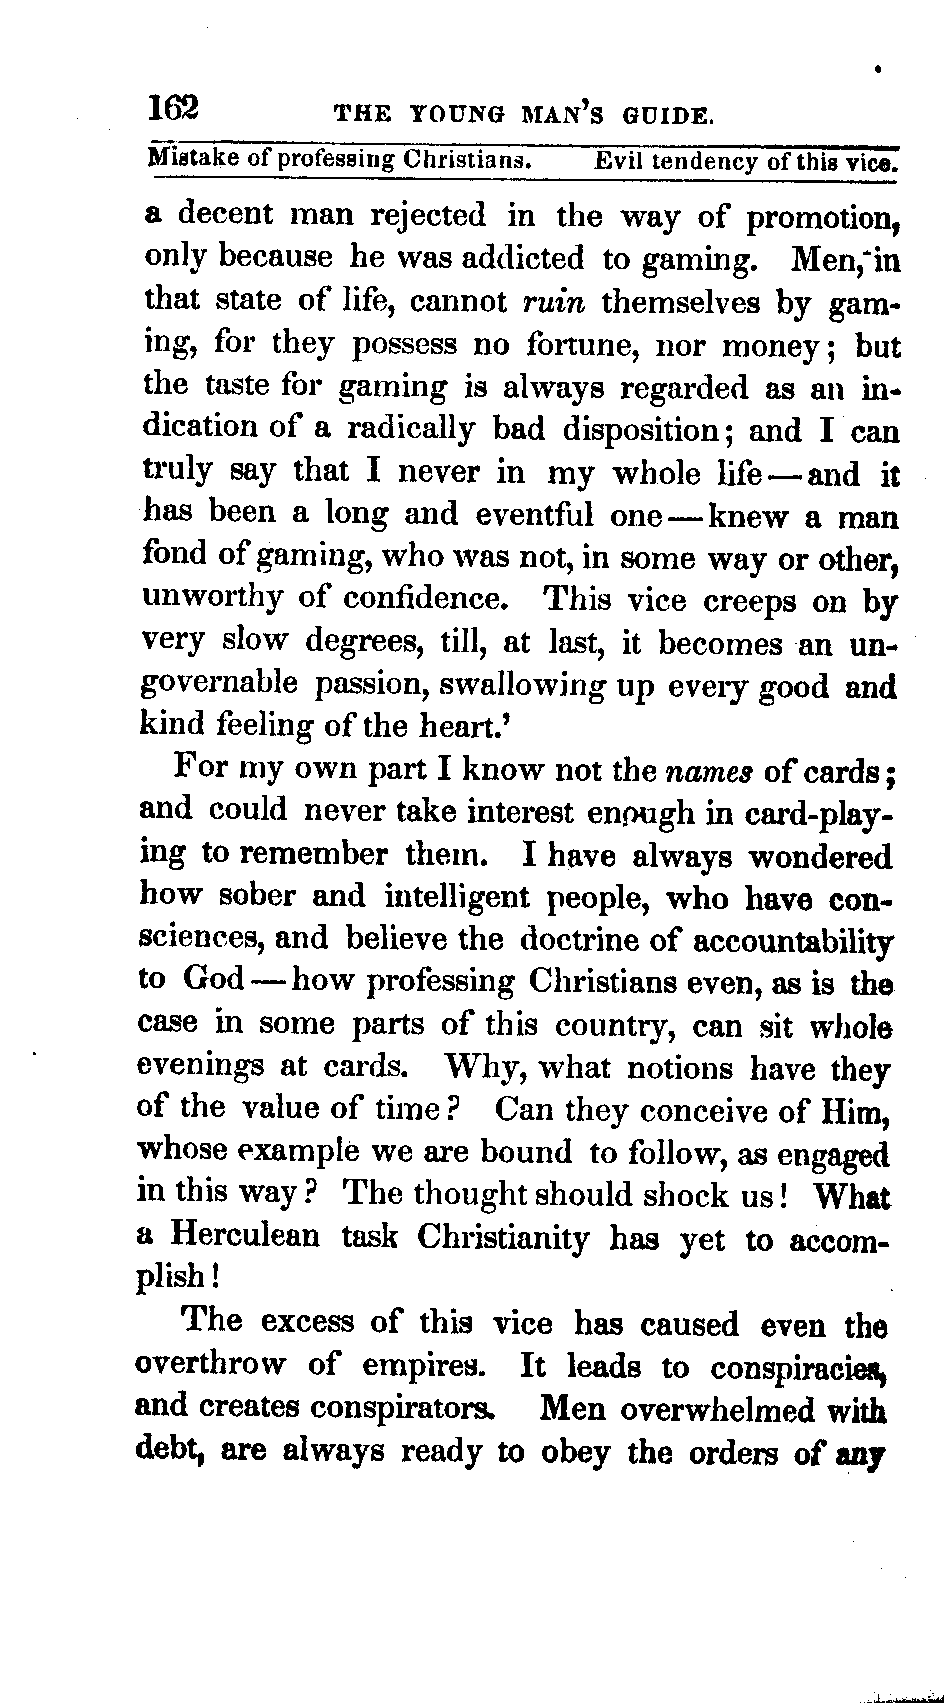 162 THE YOUNG MAN'S GUIDE.
Mistake of professing Christians. Evil tendency of this vice.
a decent man rejected in the way of promotion,
only because he was addicted to gaming. Men, in
that state of life, cannot ruin themselves by gam-
ing, for they possess no fortune, nor money; but
the taste for gaming is always regarded as an in-
dication of a radically bad disposition; and I can
truly say that I never in my whole life—and it
has been a long and eventful one—knew a man
fond of gaming, who was not, in some way or other,
unworthy of confidence. This vice creeps on by
very slow degrees, till, at last, it becomes an un-
governable passion, swallowing up every good and
kind feeling of the heart.'
For my own part I know not the names of cards;
and could never take interest enough in card-play-
ing to remember them. I have always wondered
how sober and intelligent people, who have con-
sciences, and believe the doctrine of accountability
to God—how professing Christians even, as is the
case in some parts of this country, can sit whole
evenings at cards. Why, what notions have they
of the value of time? Can they conceive of Him,
whose example we are bound to follow, as engaged
in this way? The thought should shock us! What
a Herculean task Christianity has yet to accom-
plish!
The excess of this vice has caused even the
overthrow of empires. It leads to conspiracies,
and creates conspirators. Men overwhelmed with
debt, are always ready to obey the orders of any